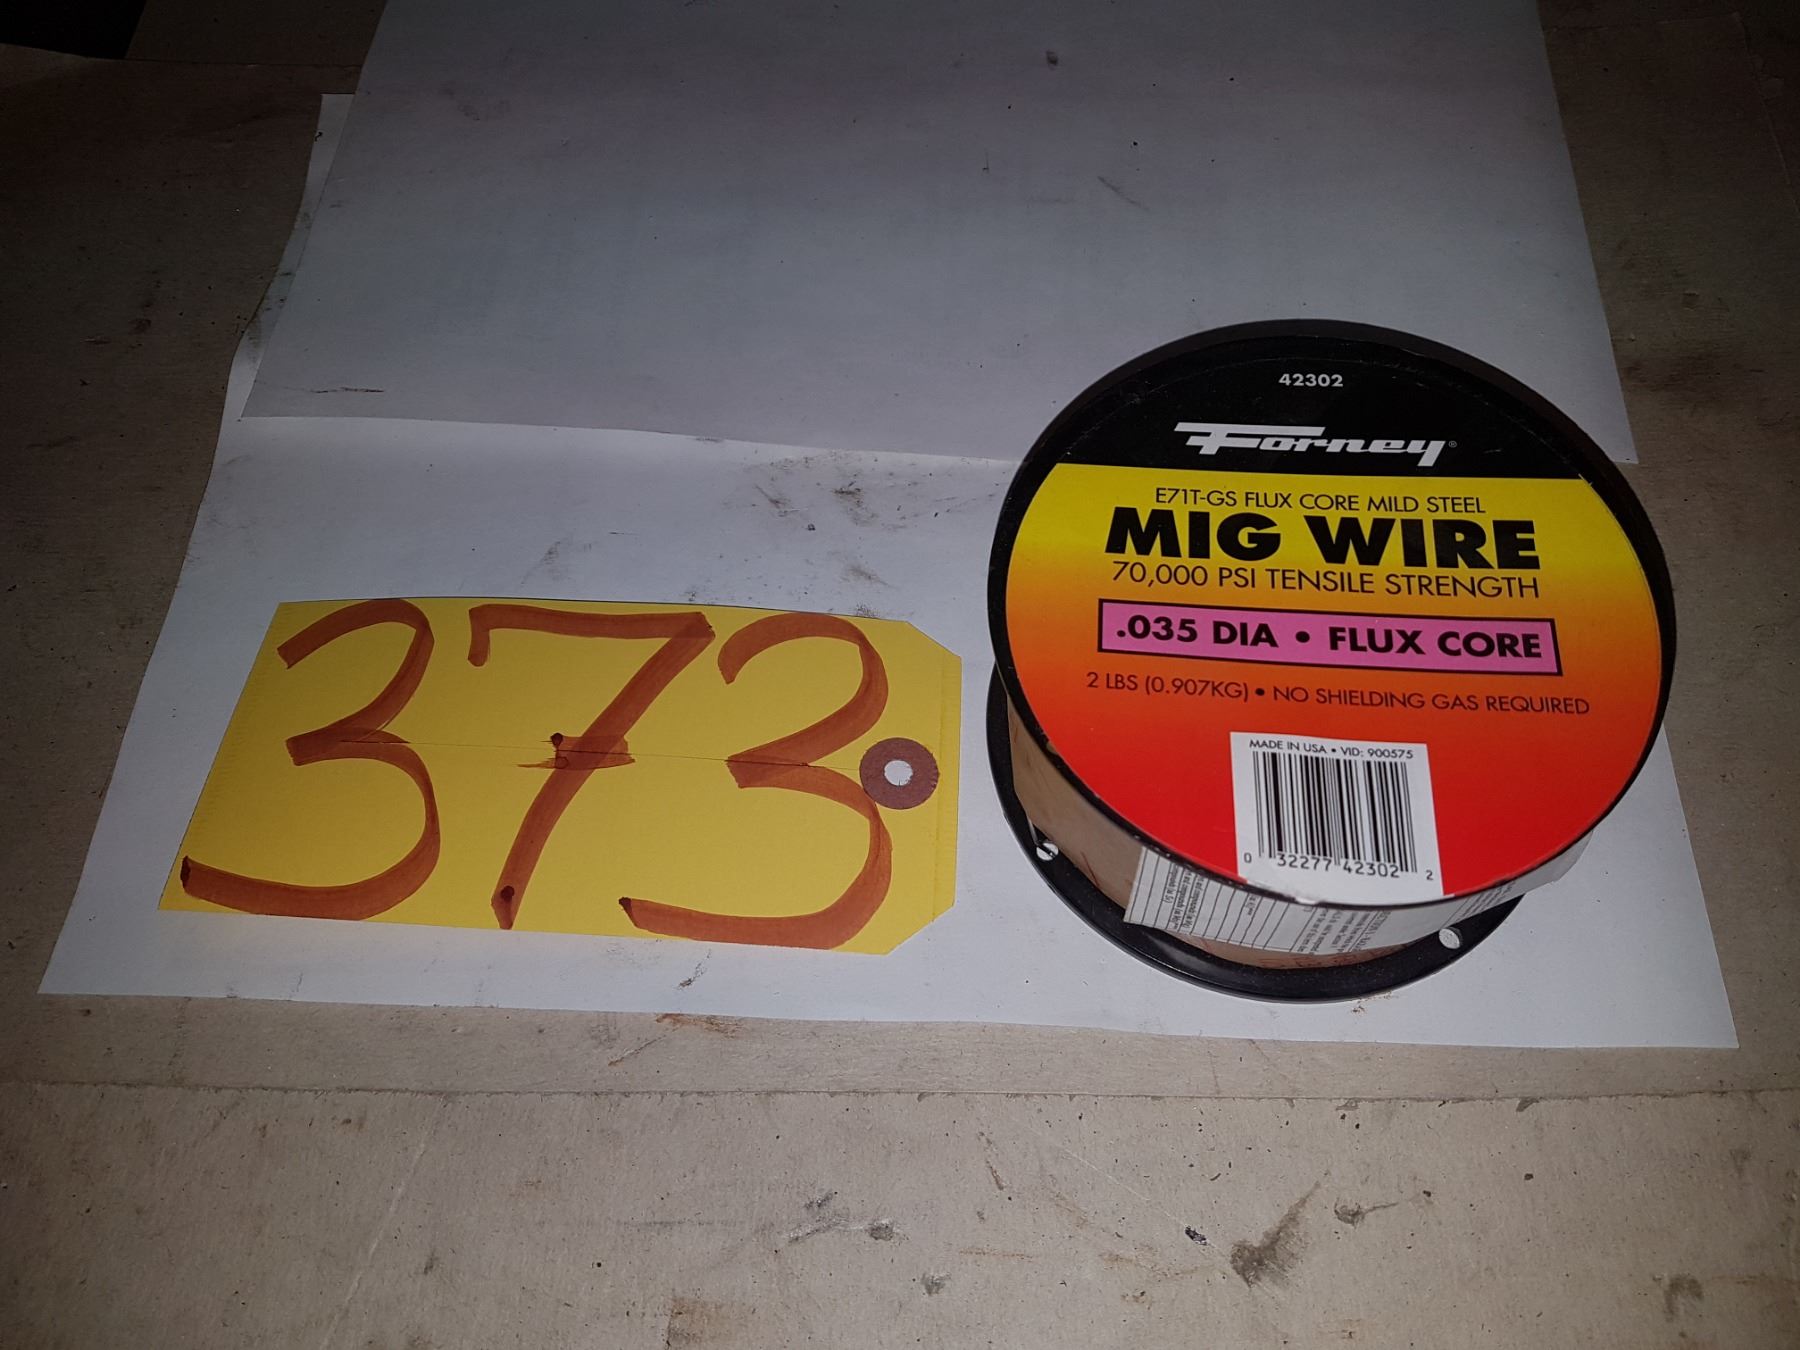 373
42302
Forney®
E71T-GS FLUX CORE MILD STEEL
MIG WIRE
70,000 PSI TENSILE STRENGTH
.035 DIA • FLUX CORE
2 LBS (0.907KG) • NO SHIELDING GAS REQUIRED
MADE IN USA • VID: 900575
0 32277 42302 2